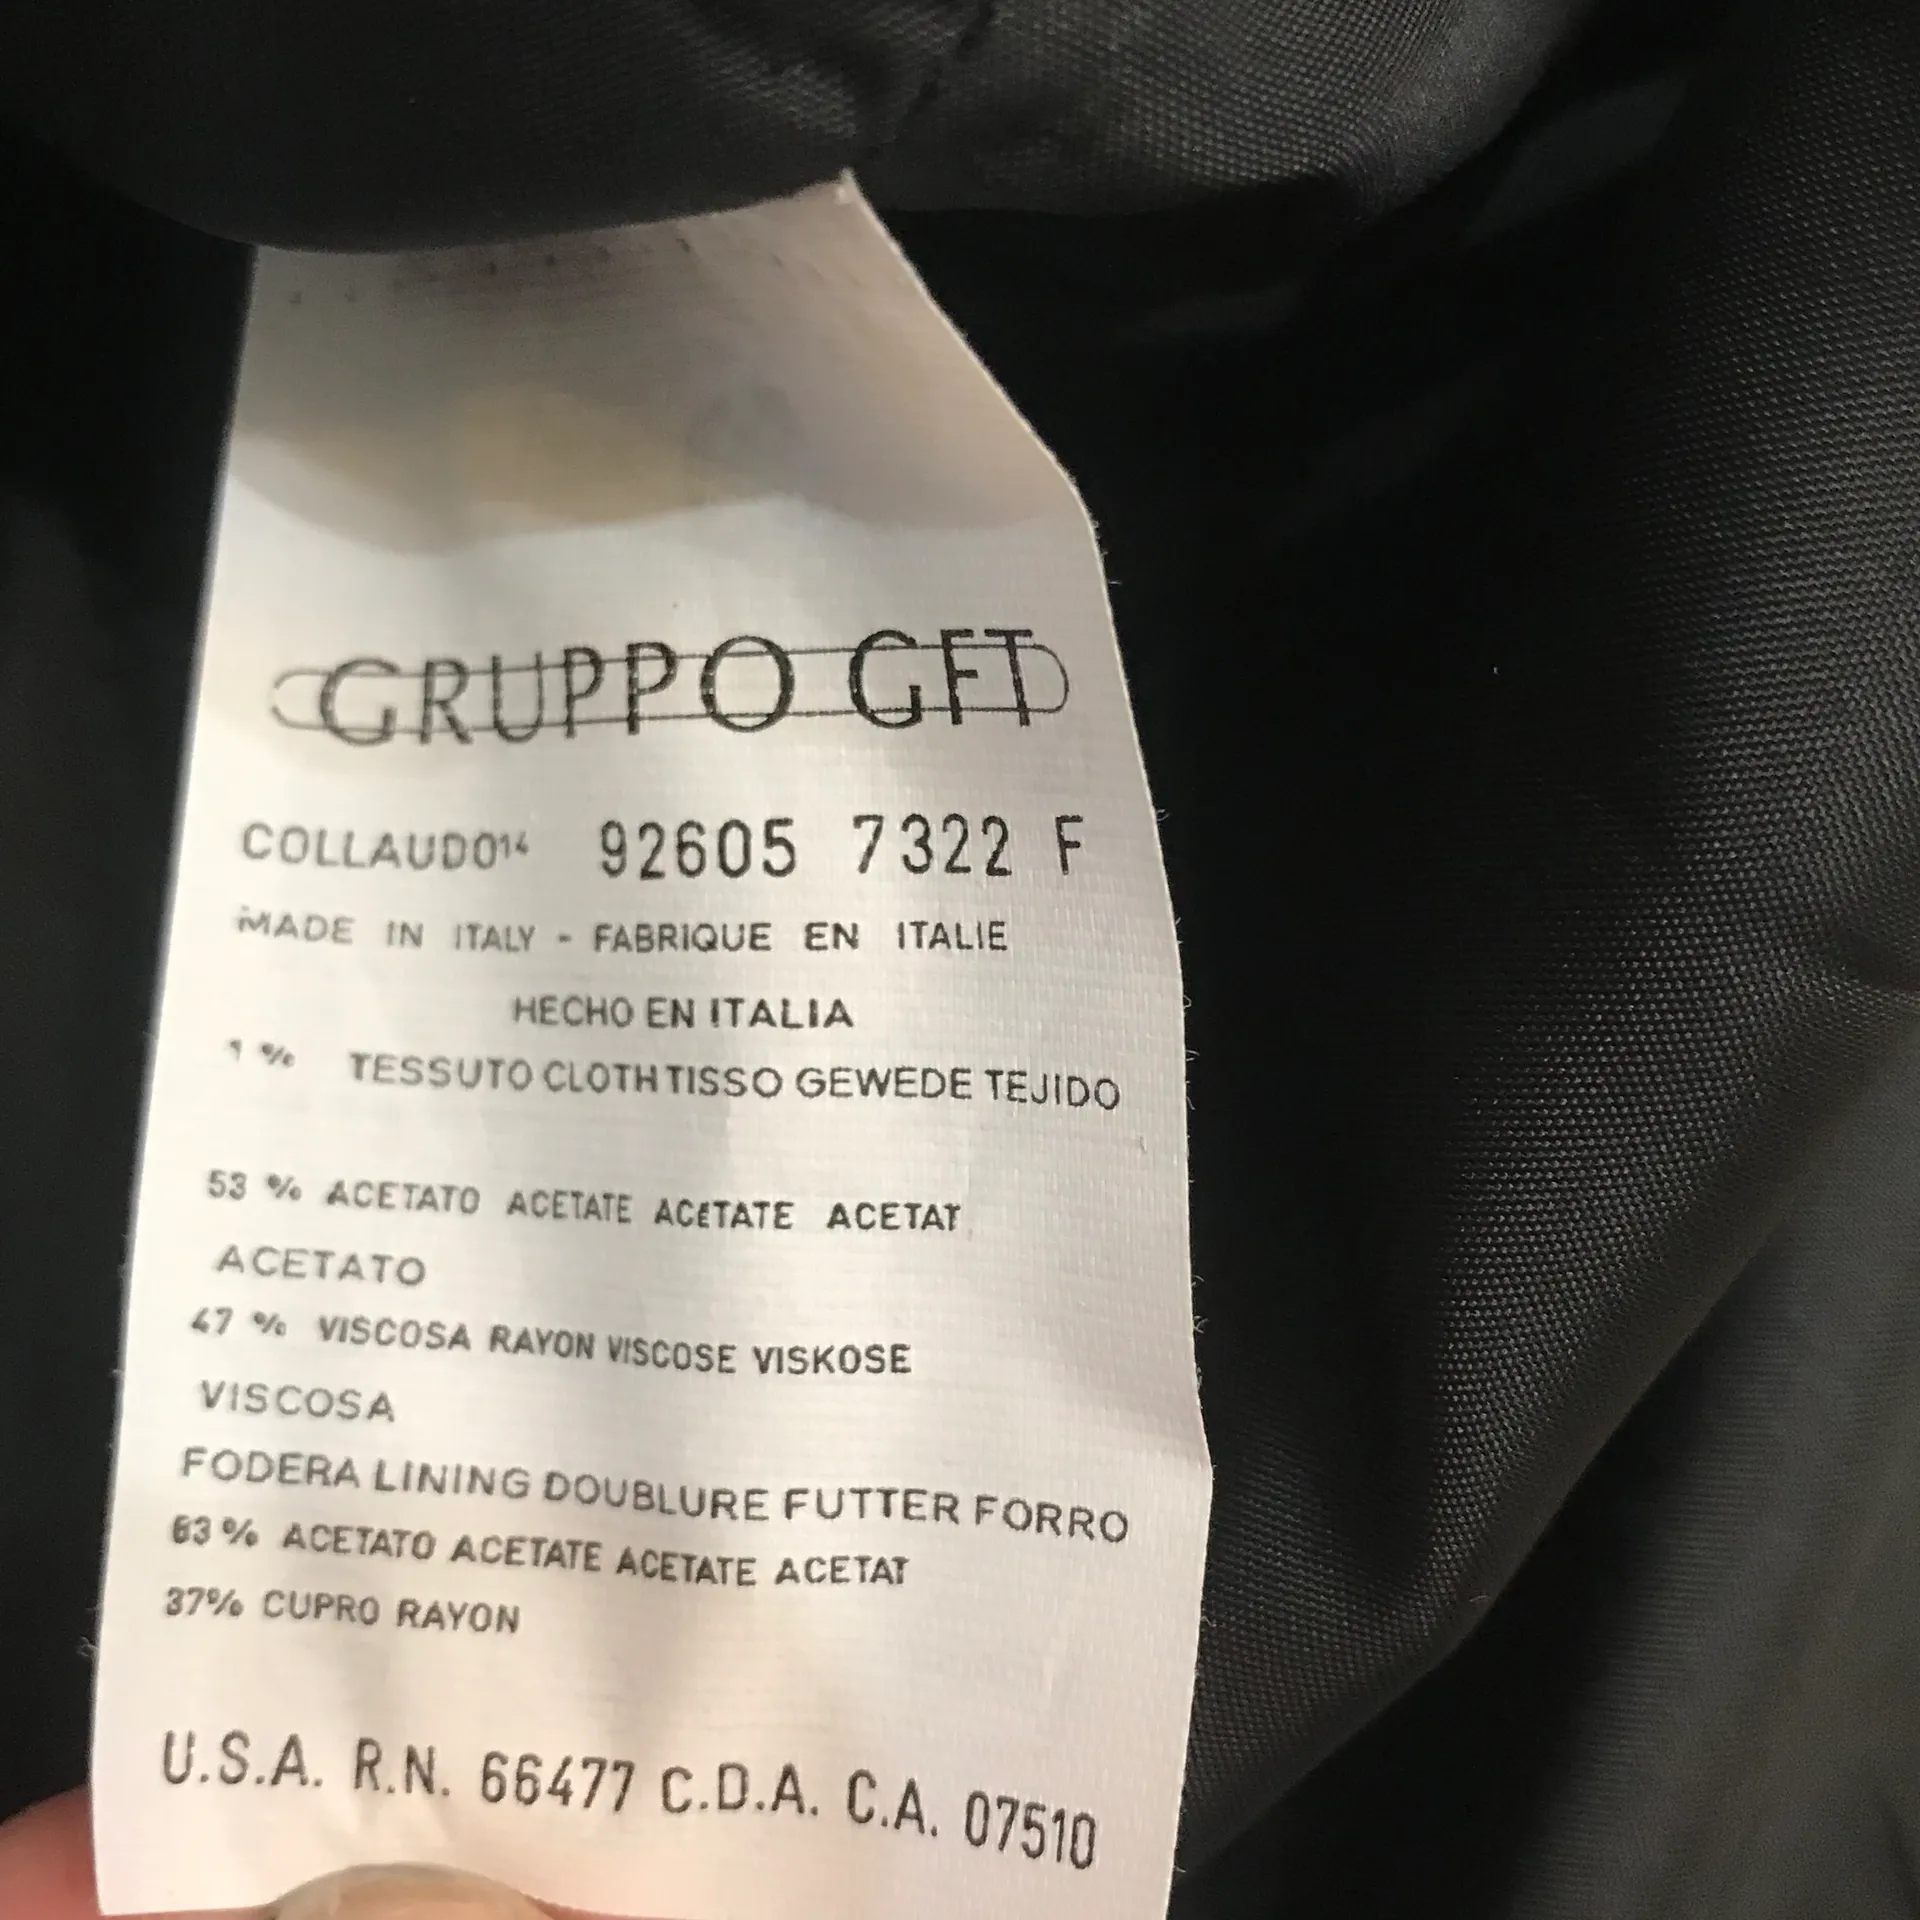 GRUPPO GFT
COLLAUDO14 92605 7322 F
MADE IN ITALY - FABRIQUE EN ITALIE
HECHO EN ITALIA
1 % TESSUTO CLOTH TISSO GEWEDE TEJIDO
53 % ACETATO ACETATE ACETATE ACETAT
ACETATO
47 % VISCOSA RAYON VISCOSE VISKOSE
VISCOSA
FODERA LINING DOUBLURE FUTTER FORRO
63 % ACETATO ACETATE ACETATE ACETAT
37% CUPRO RAYON
U.S.A. R.N. 66477 C.D.A. C.A. 07510